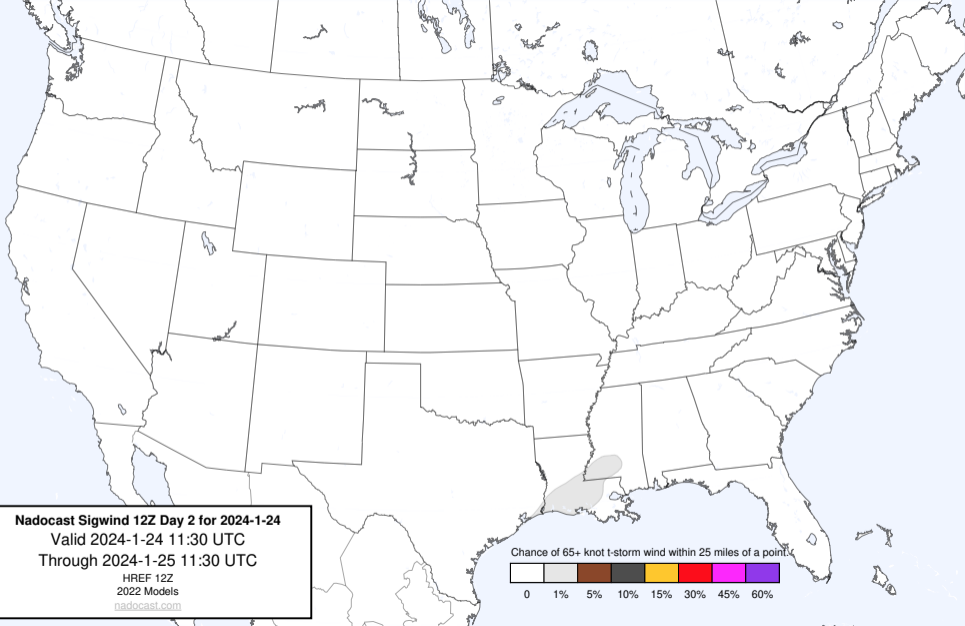 Nadocast Sigwind 12Z Day 2 for 2024-1-24
Valid 2024-1-24 11:30 UTC
Through 2024-1-25 11:30 UTC
HREF 12Z
2022 Models
nadocast.com
Chance of 65+ knot t-storm wind within 25 miles of a point.
0 1% 5% 10% 15% 30% 45% 60%